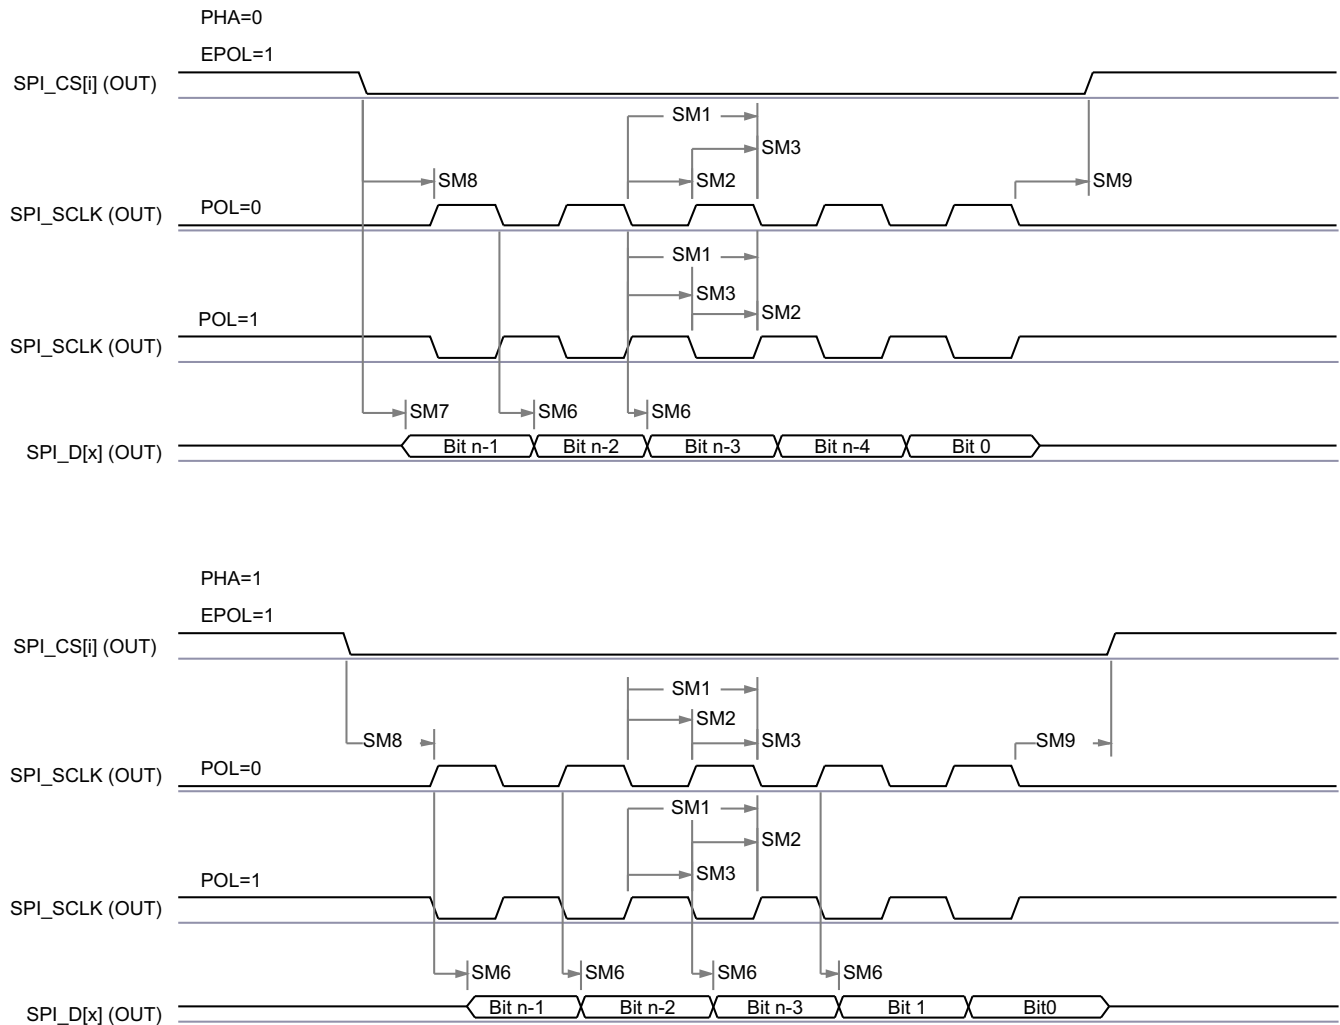 PHA=0
EPOL=1
SPI_CS[i] (OUT)
SM1
SM3
SM8
SM2
SM9
SPI_SCLK (OUT)
POL=0
SM1
SM3
SM2
POL=1
SPI_SCLK (OUT)
SM7
SM6
SM6
SPI_D[x] (OUT)
Bit n-1
Bit n-2
Bit n-3
Bit n-4
Bit 0
PHA=1
EPOL=1
SPI_CS[i] (OUT)
SM1
SM2
SM8
SM3
SM9
SPI_SCLK (OUT)
POL=0
SM1
SM2
SM3
POL=1
SPI_SCLK (OUT)
SM6
SM6
SM6
SM6
SPI_D[x] (OUT)
Bit n-1
Bit n-2
Bit n-3
Bit 1
Bit0